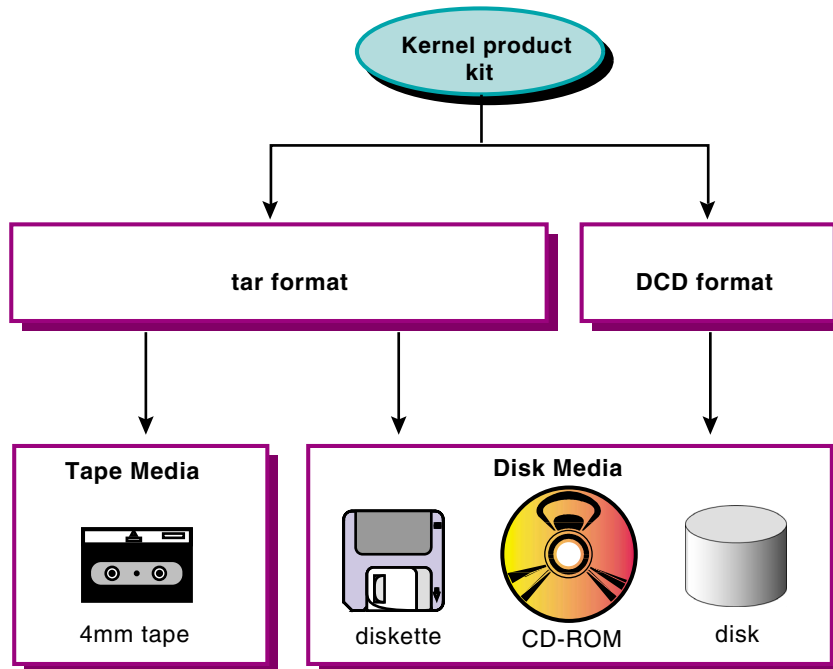 Kernel product
kit
tar format
DCD format
Tape Media
Disk Media
4mm tape
diskette
CD-ROM
disk